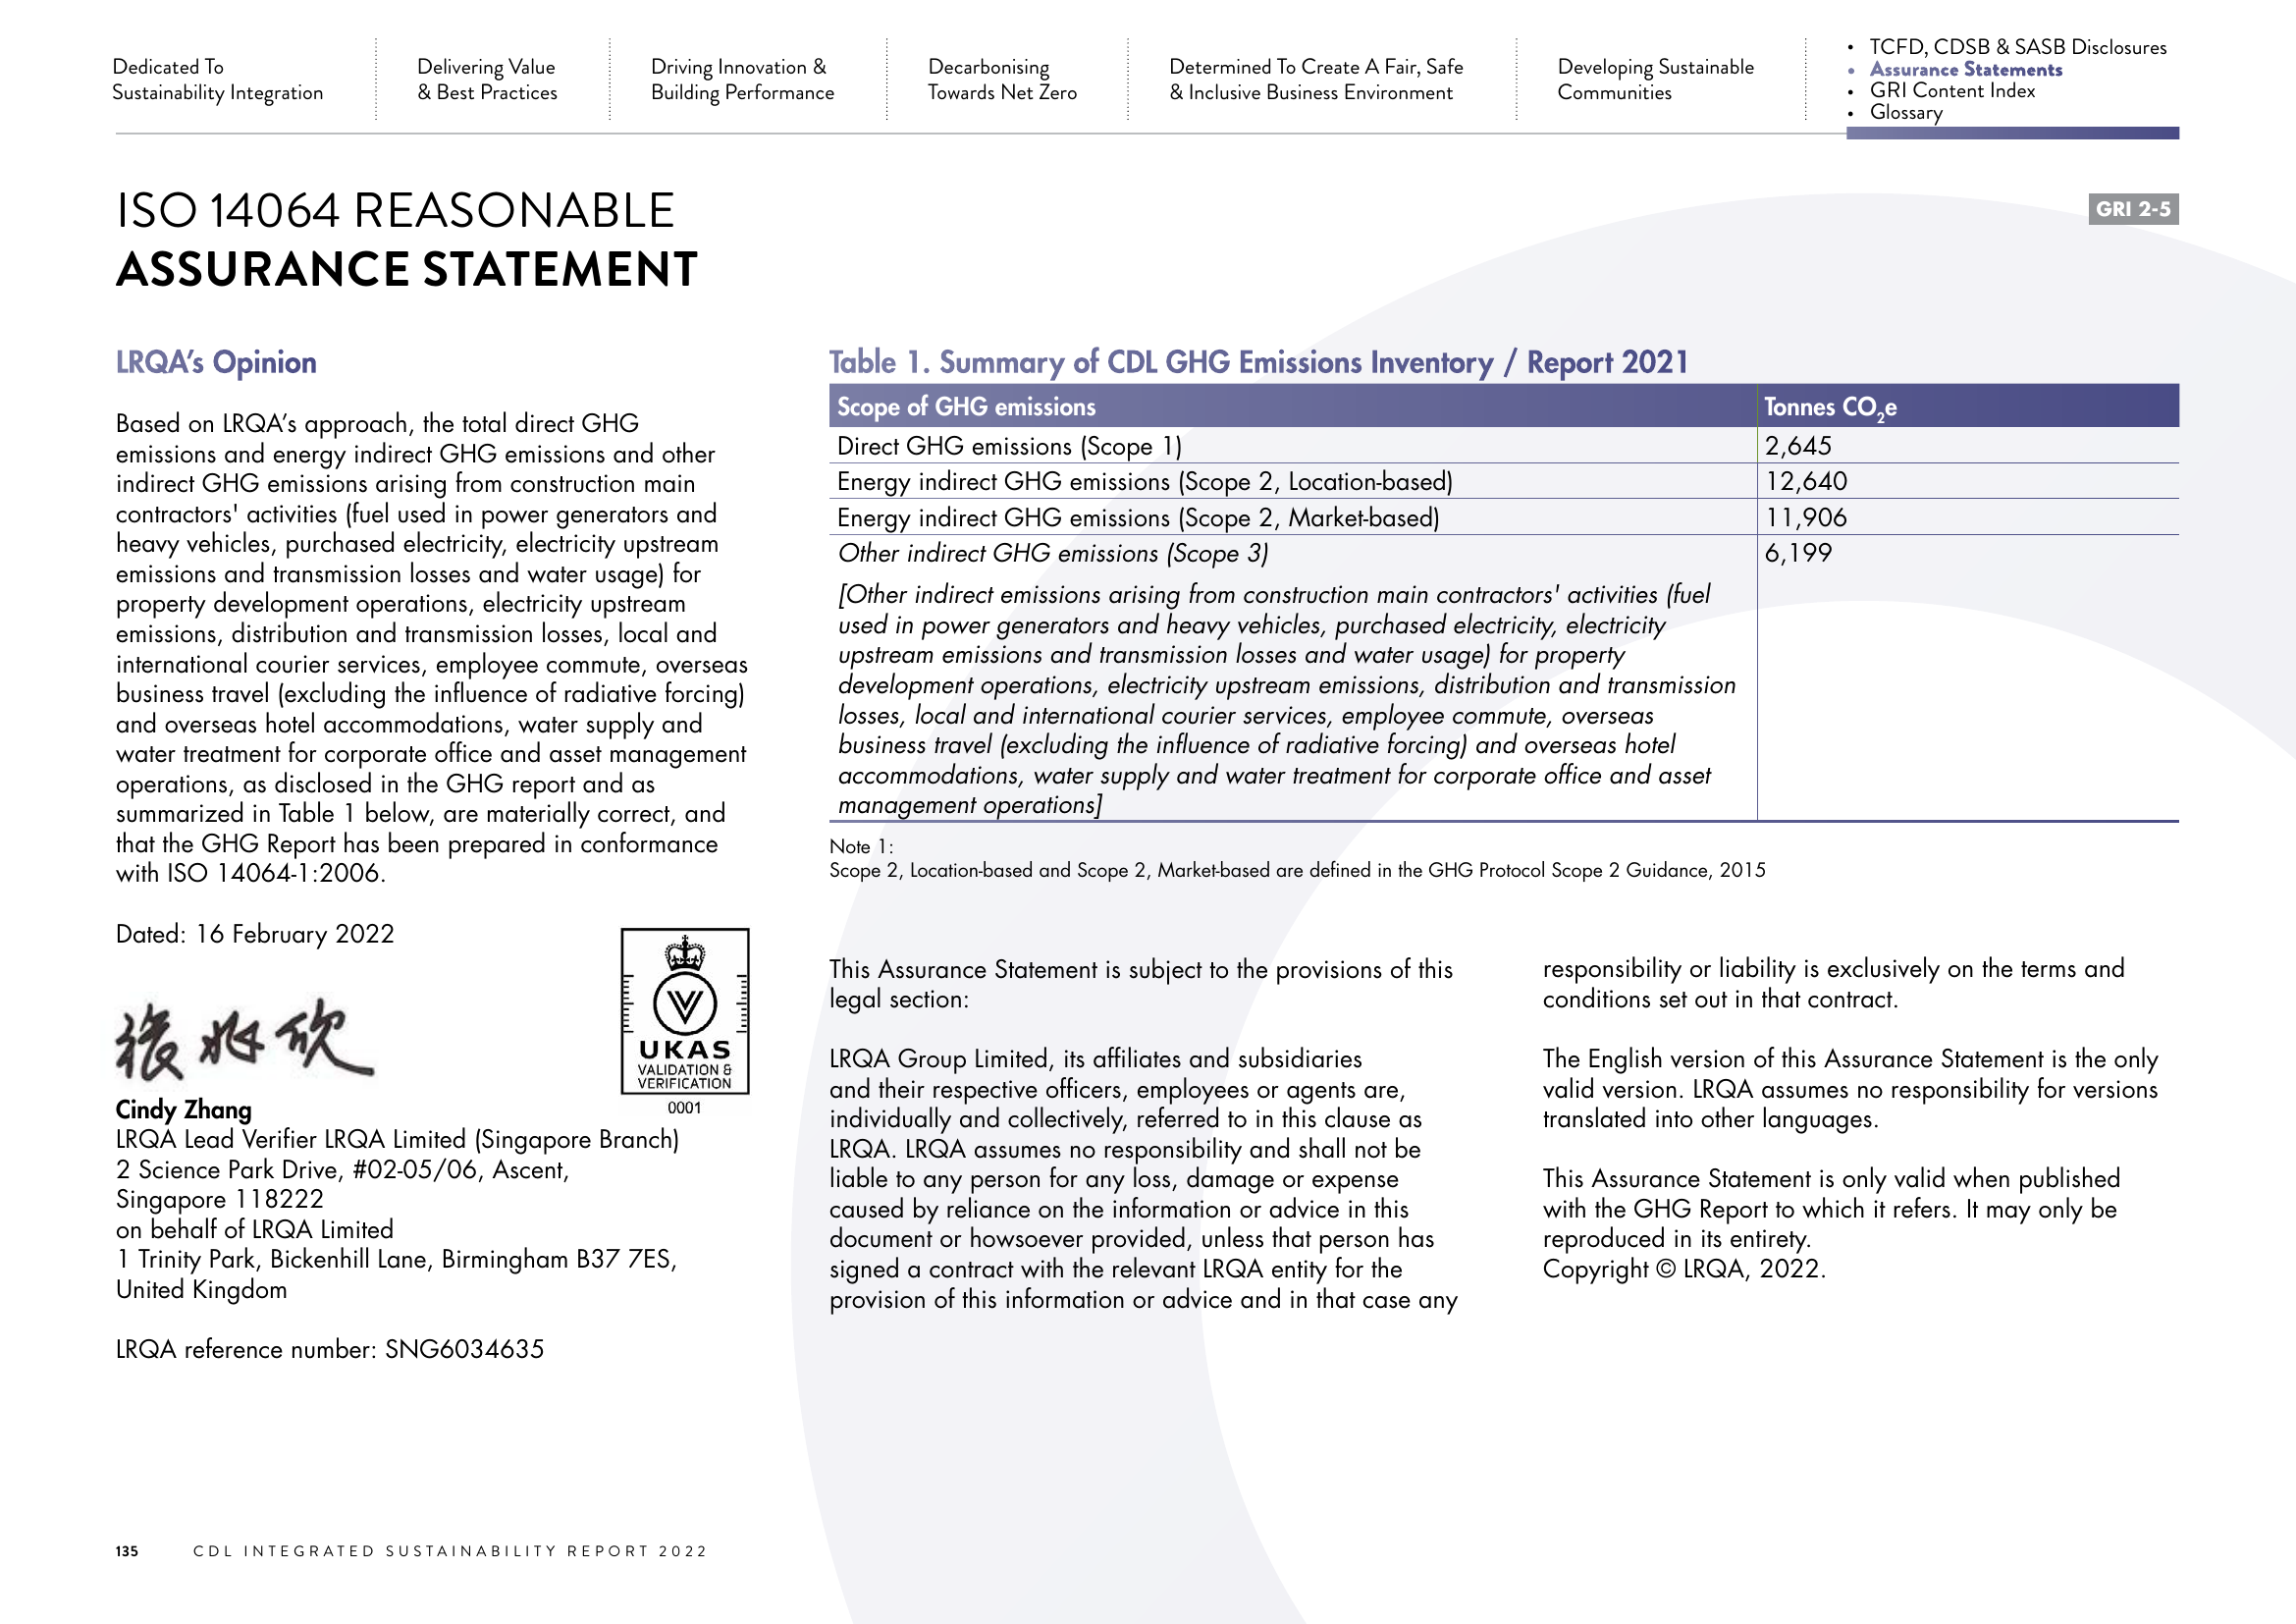 Dedicated To
Sustainability Integration
Delivering Value
& Best Practices
Driving Innovation &
Building Performance
Decarbonising
Towards Net Zero
Determined To Create A Fair, Safe
& Inclusive Business Environment
Developing Sustainable
Communities
• TCFD, CDSB & SASB Disclosures
• Assurance Statements
• GRI Content Index
• Glossary
ISO 14064 REASONABLE
ASSURANCE STATEMENT
GRI 2-5
LRQA’s Opinion
Based on LRQA’s approach, the total direct GHG
emissions and energy indirect GHG emissions and other
indirect GHG emissions arising from construction main
contractors' activities (fuel used in power generators and
heavy vehicles, purchased electricity, electricity upstream
emissions and transmission losses and water usage) for
property development operations, electricity upstream
emissions, distribution and transmission losses, local and
international courier services, employee commute, overseas
business travel (excluding the influence of radiative forcing)
and overseas hotel accommodations, water supply and
water treatment for corporate office and asset management
operations, as disclosed in the GHG report and as
summarized in Table 1 below, are materially correct, and
that the GHG Report has been prepared in conformance
with ISO 14064-1:2006.
Dated: 16 February 2022
UKAS
VALIDATION &
VERIFICATION
0001
Cindy Zhang
LRQA Lead Verifier LRQA Limited (Singapore Branch)
2 Science Park Drive, #02-05/06, Ascent,
Singapore 118222
on behalf of LRQA Limited
1 Trinity Park, Bickenhill Lane, Birmingham B37 7ES,
United Kingdom
LRQA reference number: SNG6034635
Table 1. Summary of CDL GHG Emissions Inventory / Report 2021
Scope of GHG emissions Tonnes CO₂e
Direct GHG emissions (Scope 1) 2,645
Energy indirect GHG emissions (Scope 2, Location-based) 12,640
Energy indirect GHG emissions (Scope 2, Market-based) 11,906
Other indirect GHG emissions (Scope 3) 6,199
[Other indirect emissions arising from construction main contractors' activities (fuel
used in power generators and heavy vehicles, purchased electricity, electricity
upstream emissions and transmission losses and water usage) for property
development operations, electricity upstream emissions, distribution and transmission
losses, local and international courier services, employee commute, overseas
business travel (excluding the influence of radiative forcing) and overseas hotel
accommodations, water supply and water treatment for corporate office and asset
management operations]
Note 1:
Scope 2, Location-based and Scope 2, Market-based are defined in the GHG Protocol Scope 2 Guidance, 2015
This Assurance Statement is subject to the provisions of this
legal section:
LRQA Group Limited, its affiliates and subsidiaries
and their respective officers, employees or agents are,
individually and collectively, referred to in this clause as
LRQA. LRQA assumes no responsibility and shall not be
liable to any person for any loss, damage or expense
caused by reliance on the information or advice in this
document or howsoever provided, unless that person has
signed a contract with the relevant LRQA entity for the
provision of this information or advice and in that case any
responsibility or liability is exclusively on the terms and
conditions set out in that contract.
The English version of this Assurance Statement is the only
valid version. LRQA assumes no responsibility for versions
translated into other languages.
This Assurance Statement is only valid when published
with the GHG Report to which it refers. It may only be
reproduced in its entirety.
Copyright © LRQA, 2022.
135 CDL INTEGRATED SUSTAINABILITY REPORT 2022